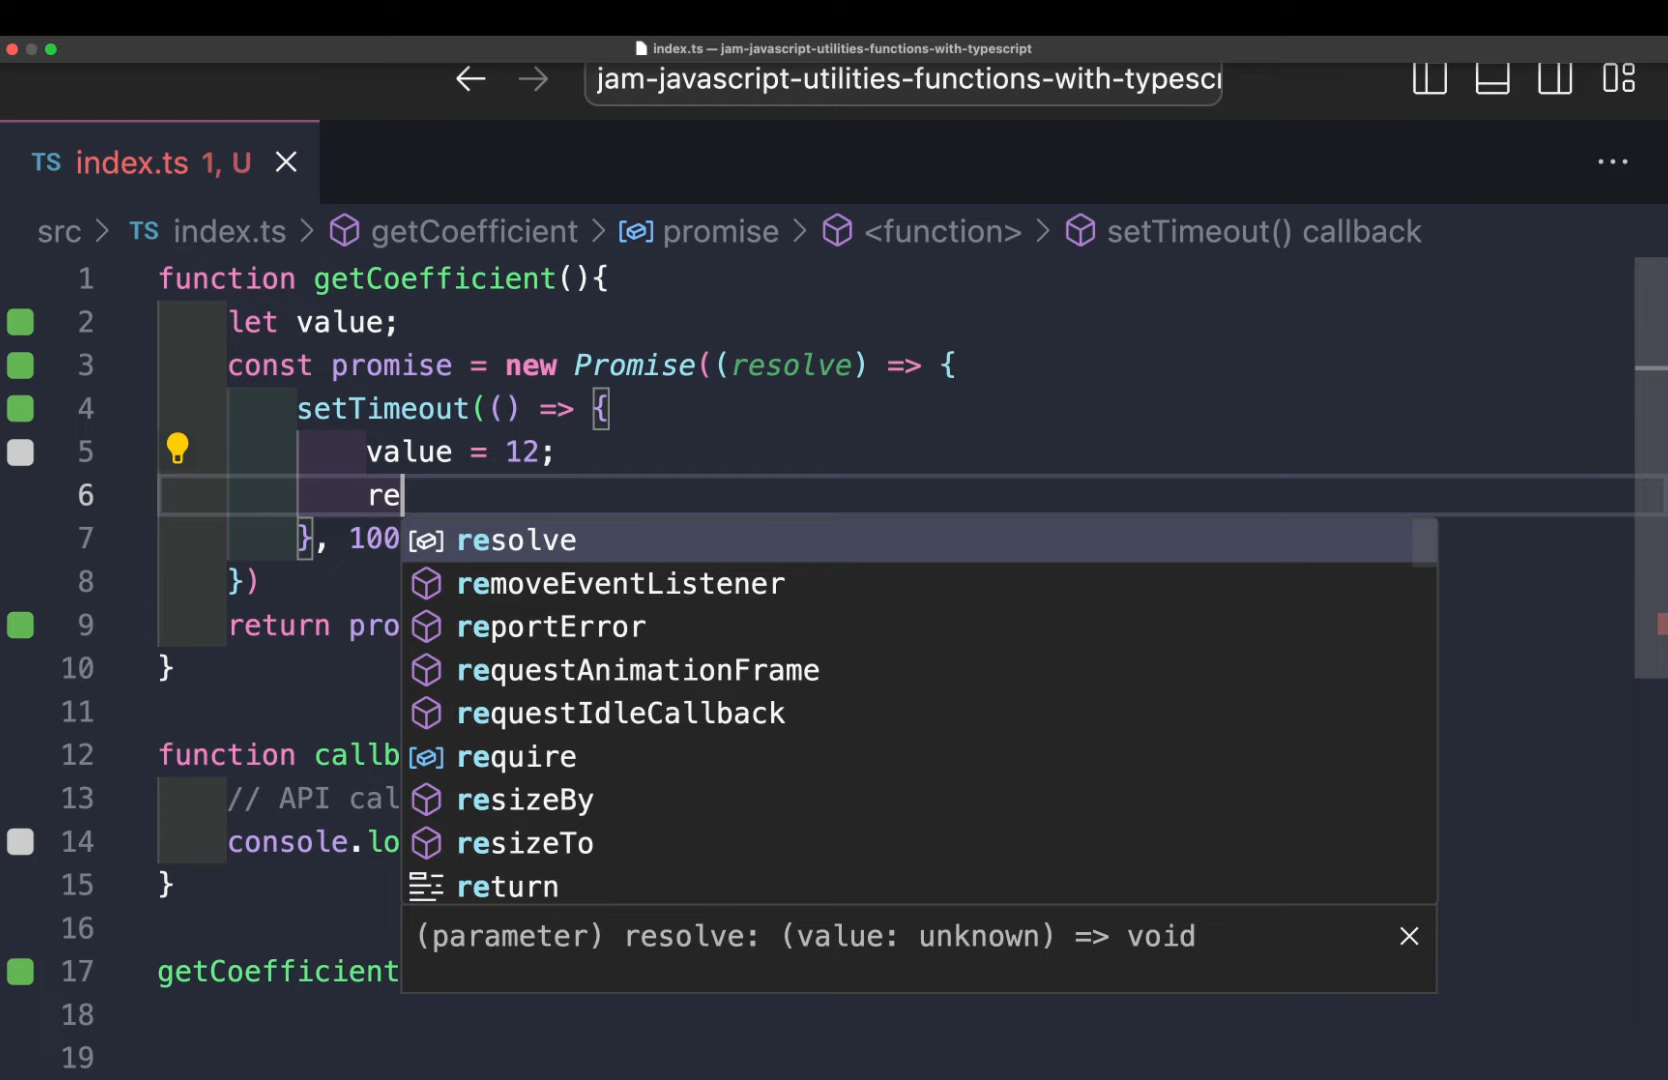 index.ts — jam-javascript-utilities-functions-with-typescript
jam-javascript-utilities-functions-with-typescr
TS index.ts 1, U
src > TS index.ts > getCoefficient > promise > <function> > setTimeout() callback
1 function getCoefficient(){
2 let value;
3 const promise = new Promise((resolve) => {
4 setTimeout(() => {
5 value = 12;
6 re
7 }, 100
8 })
9 return pro
10 }
11
12 function callb
13 // API cal
14 console.lo
15 }
16
17 getCoefficient
18
19
resolve
removeEventListener
reportError
requestAnimationFrame
requestIdleCallback
require
resizeBy
resizeTo
return
(parameter) resolve: (value: unknown) => void